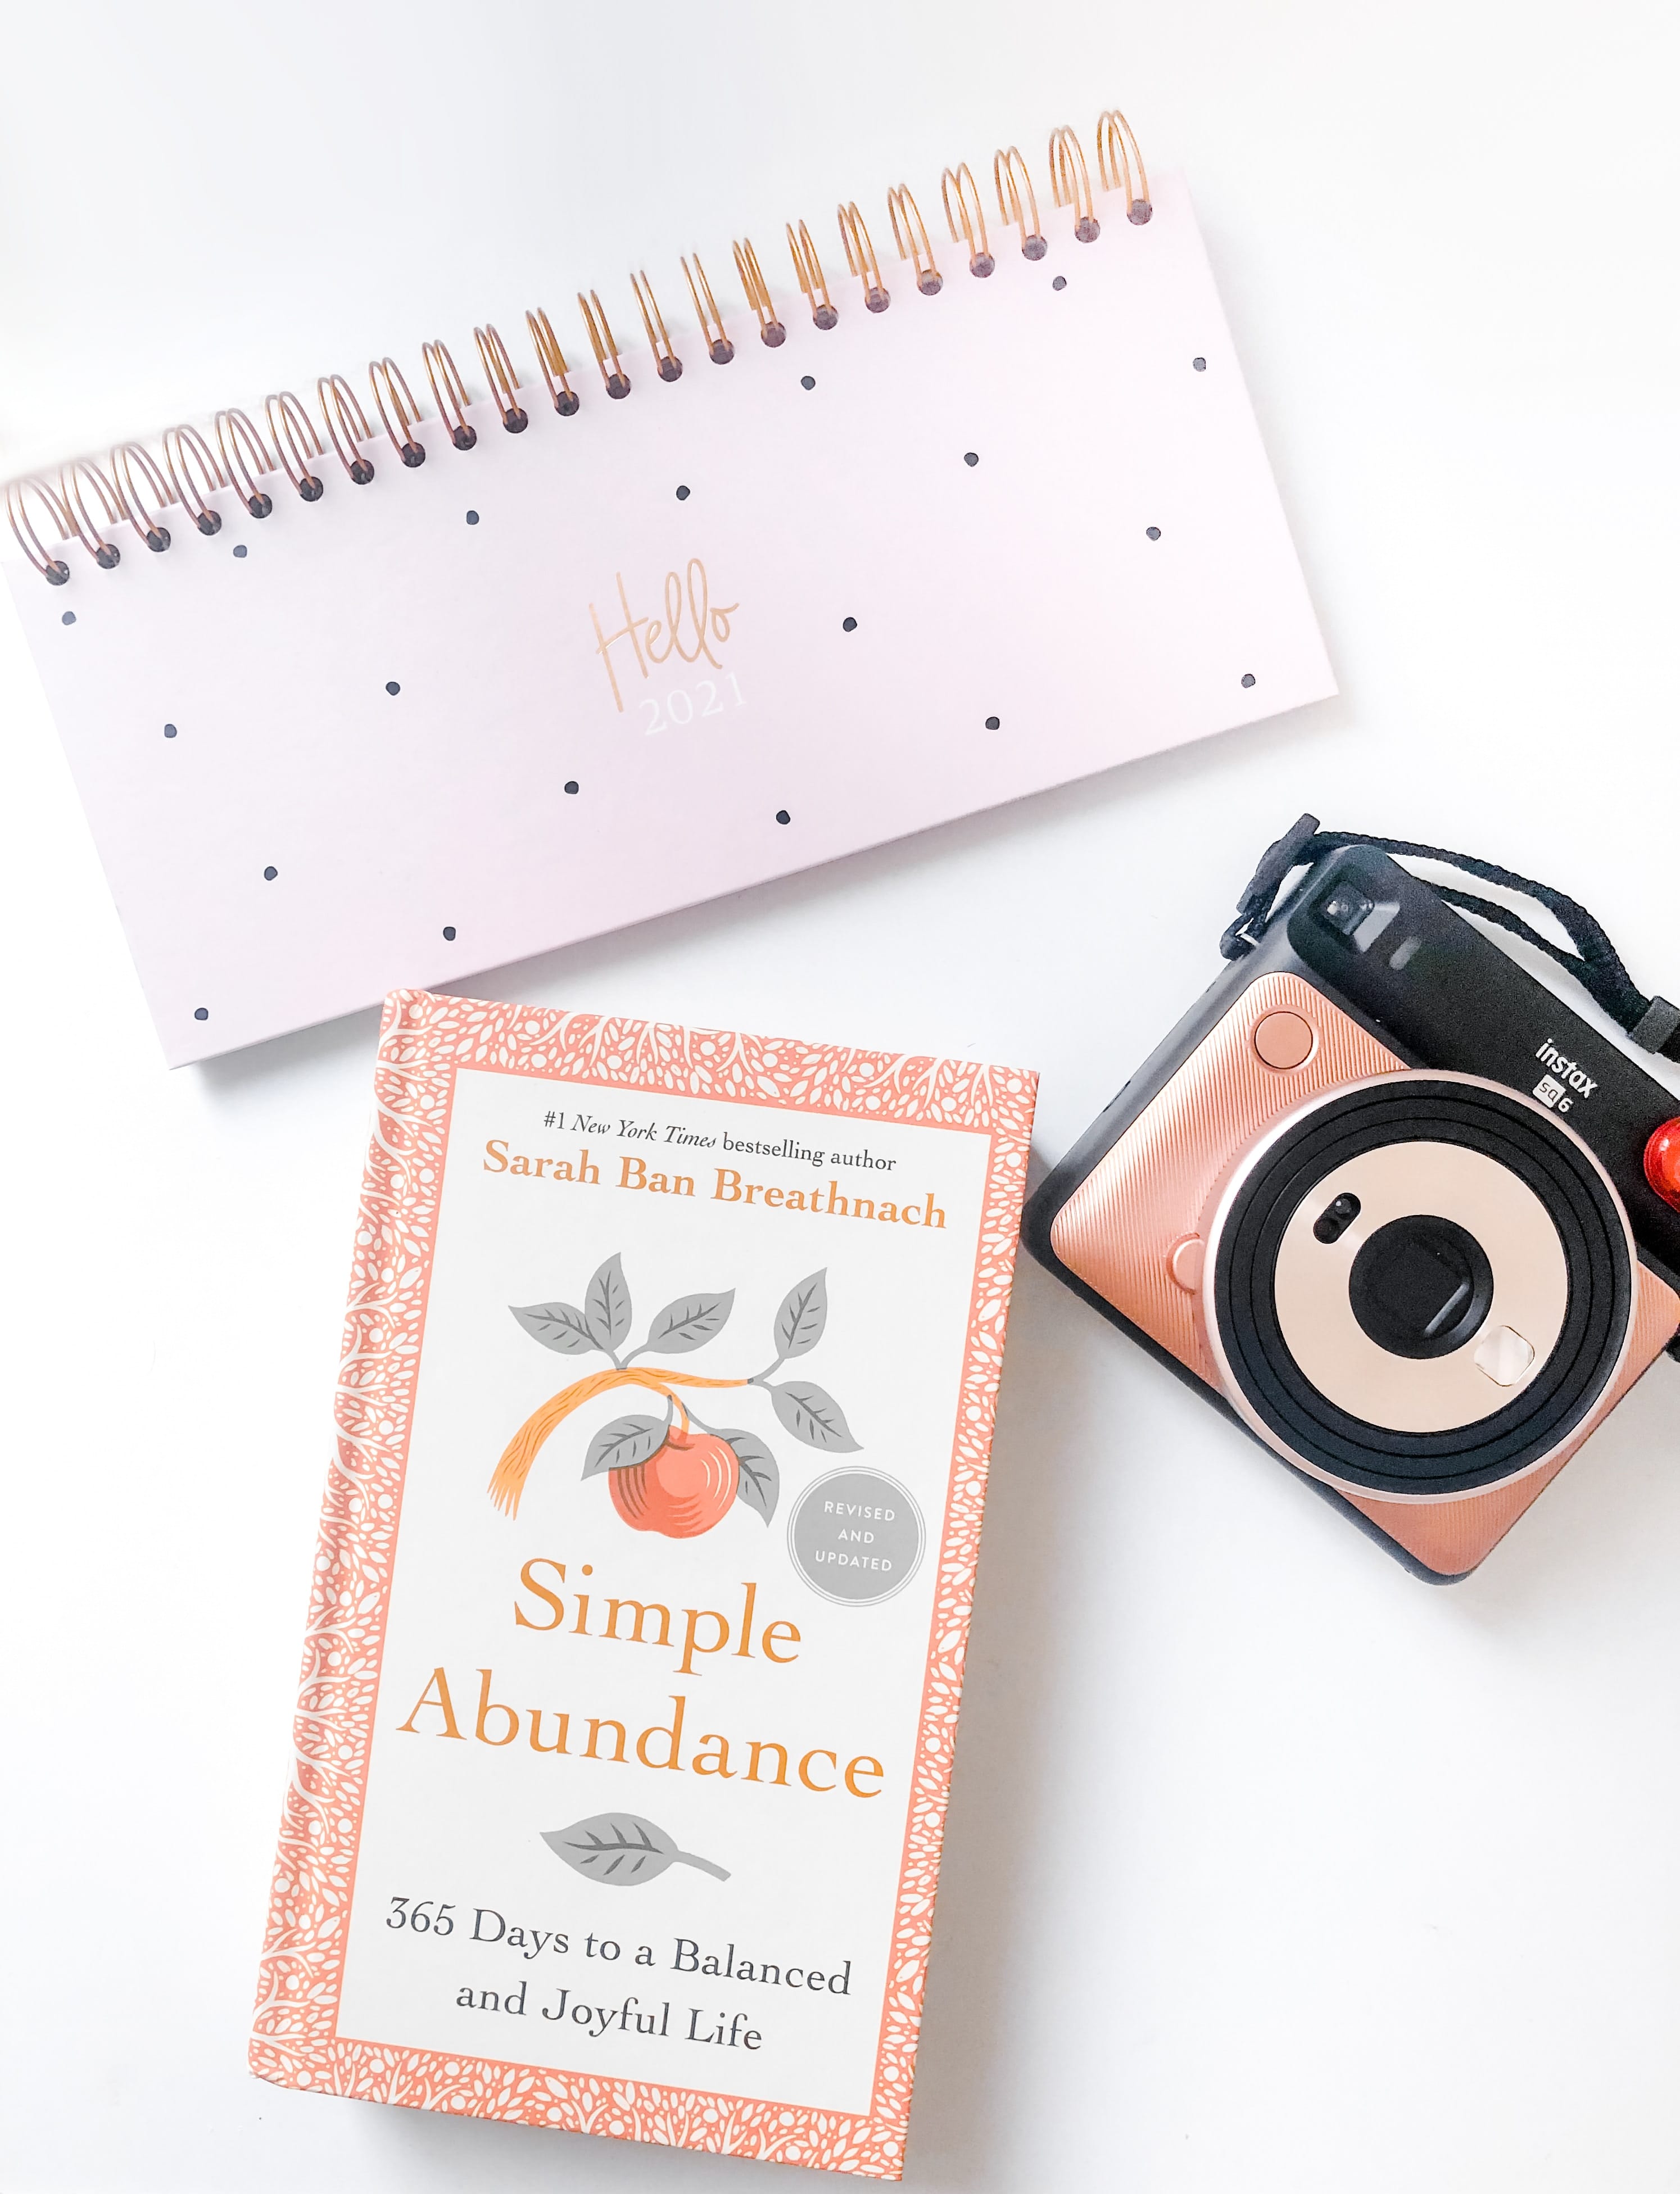 Hello
2021
instax
SQ6
#1 New York Times bestselling author
Sarah Ban Breathnach
REVISED
AND
UPDATED
Simple
Abundance
365 Days to a Balanced
and Joyful Life